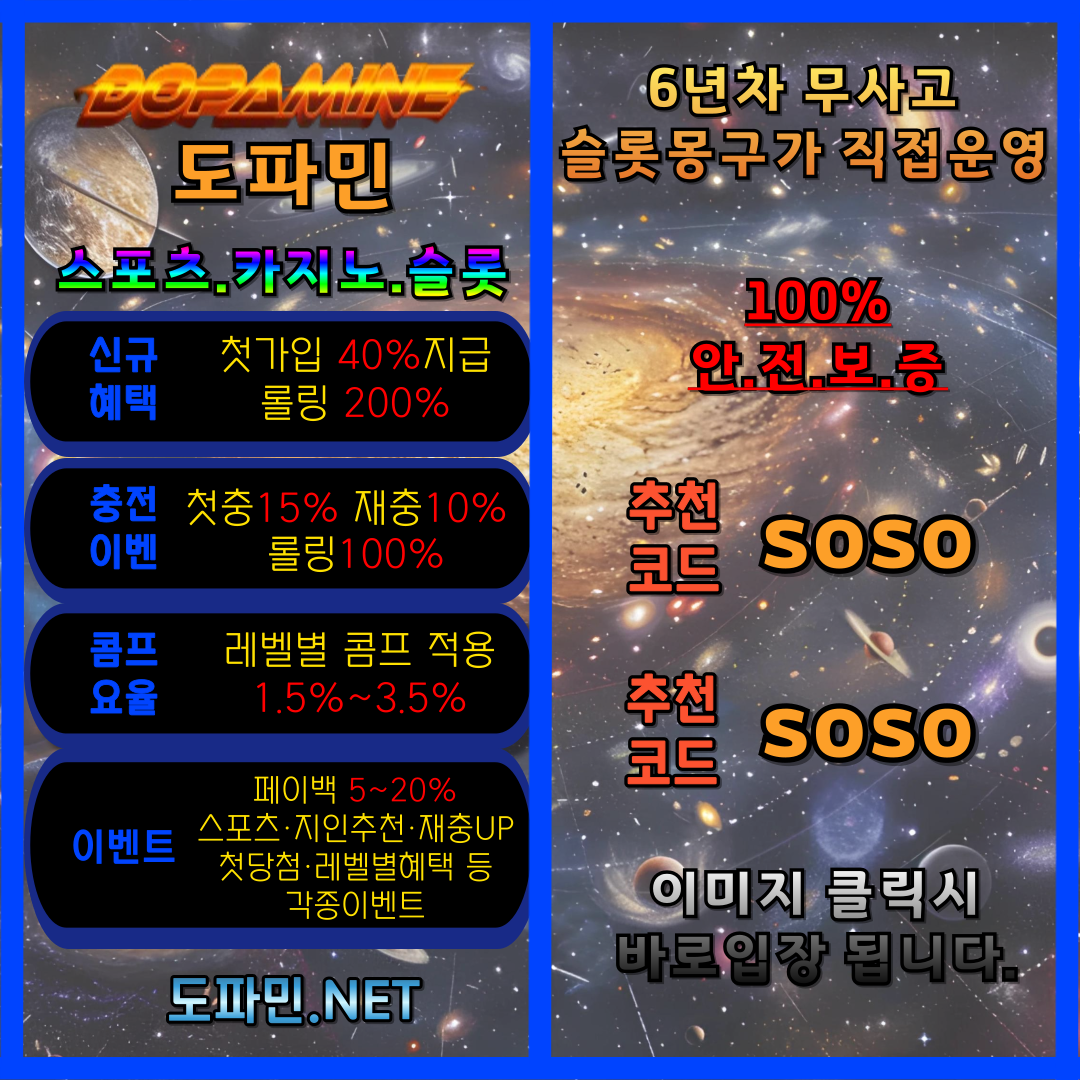 DOPAMINE
도파민
스포츠.카지노.슬롯
신규
혜택
첫가입 40%지급
롤링 200%
충전
이벤
첫충15% 재충10%
롤링100%
콤프
요율
레벨별 콤프 적용
1.5%~3.5%
이벤트
페이백 5~20%
스포츠·지인추천·재충UP
첫당첨·레벨별혜택 등
각종이벤트
도파민.NET
6년차 무사고
슬롯몽구가 직접운영
100%
안.전.보.증
추천
코드
soso
추천
코드
soso
이미지 클릭시
바로입장 됩니다.